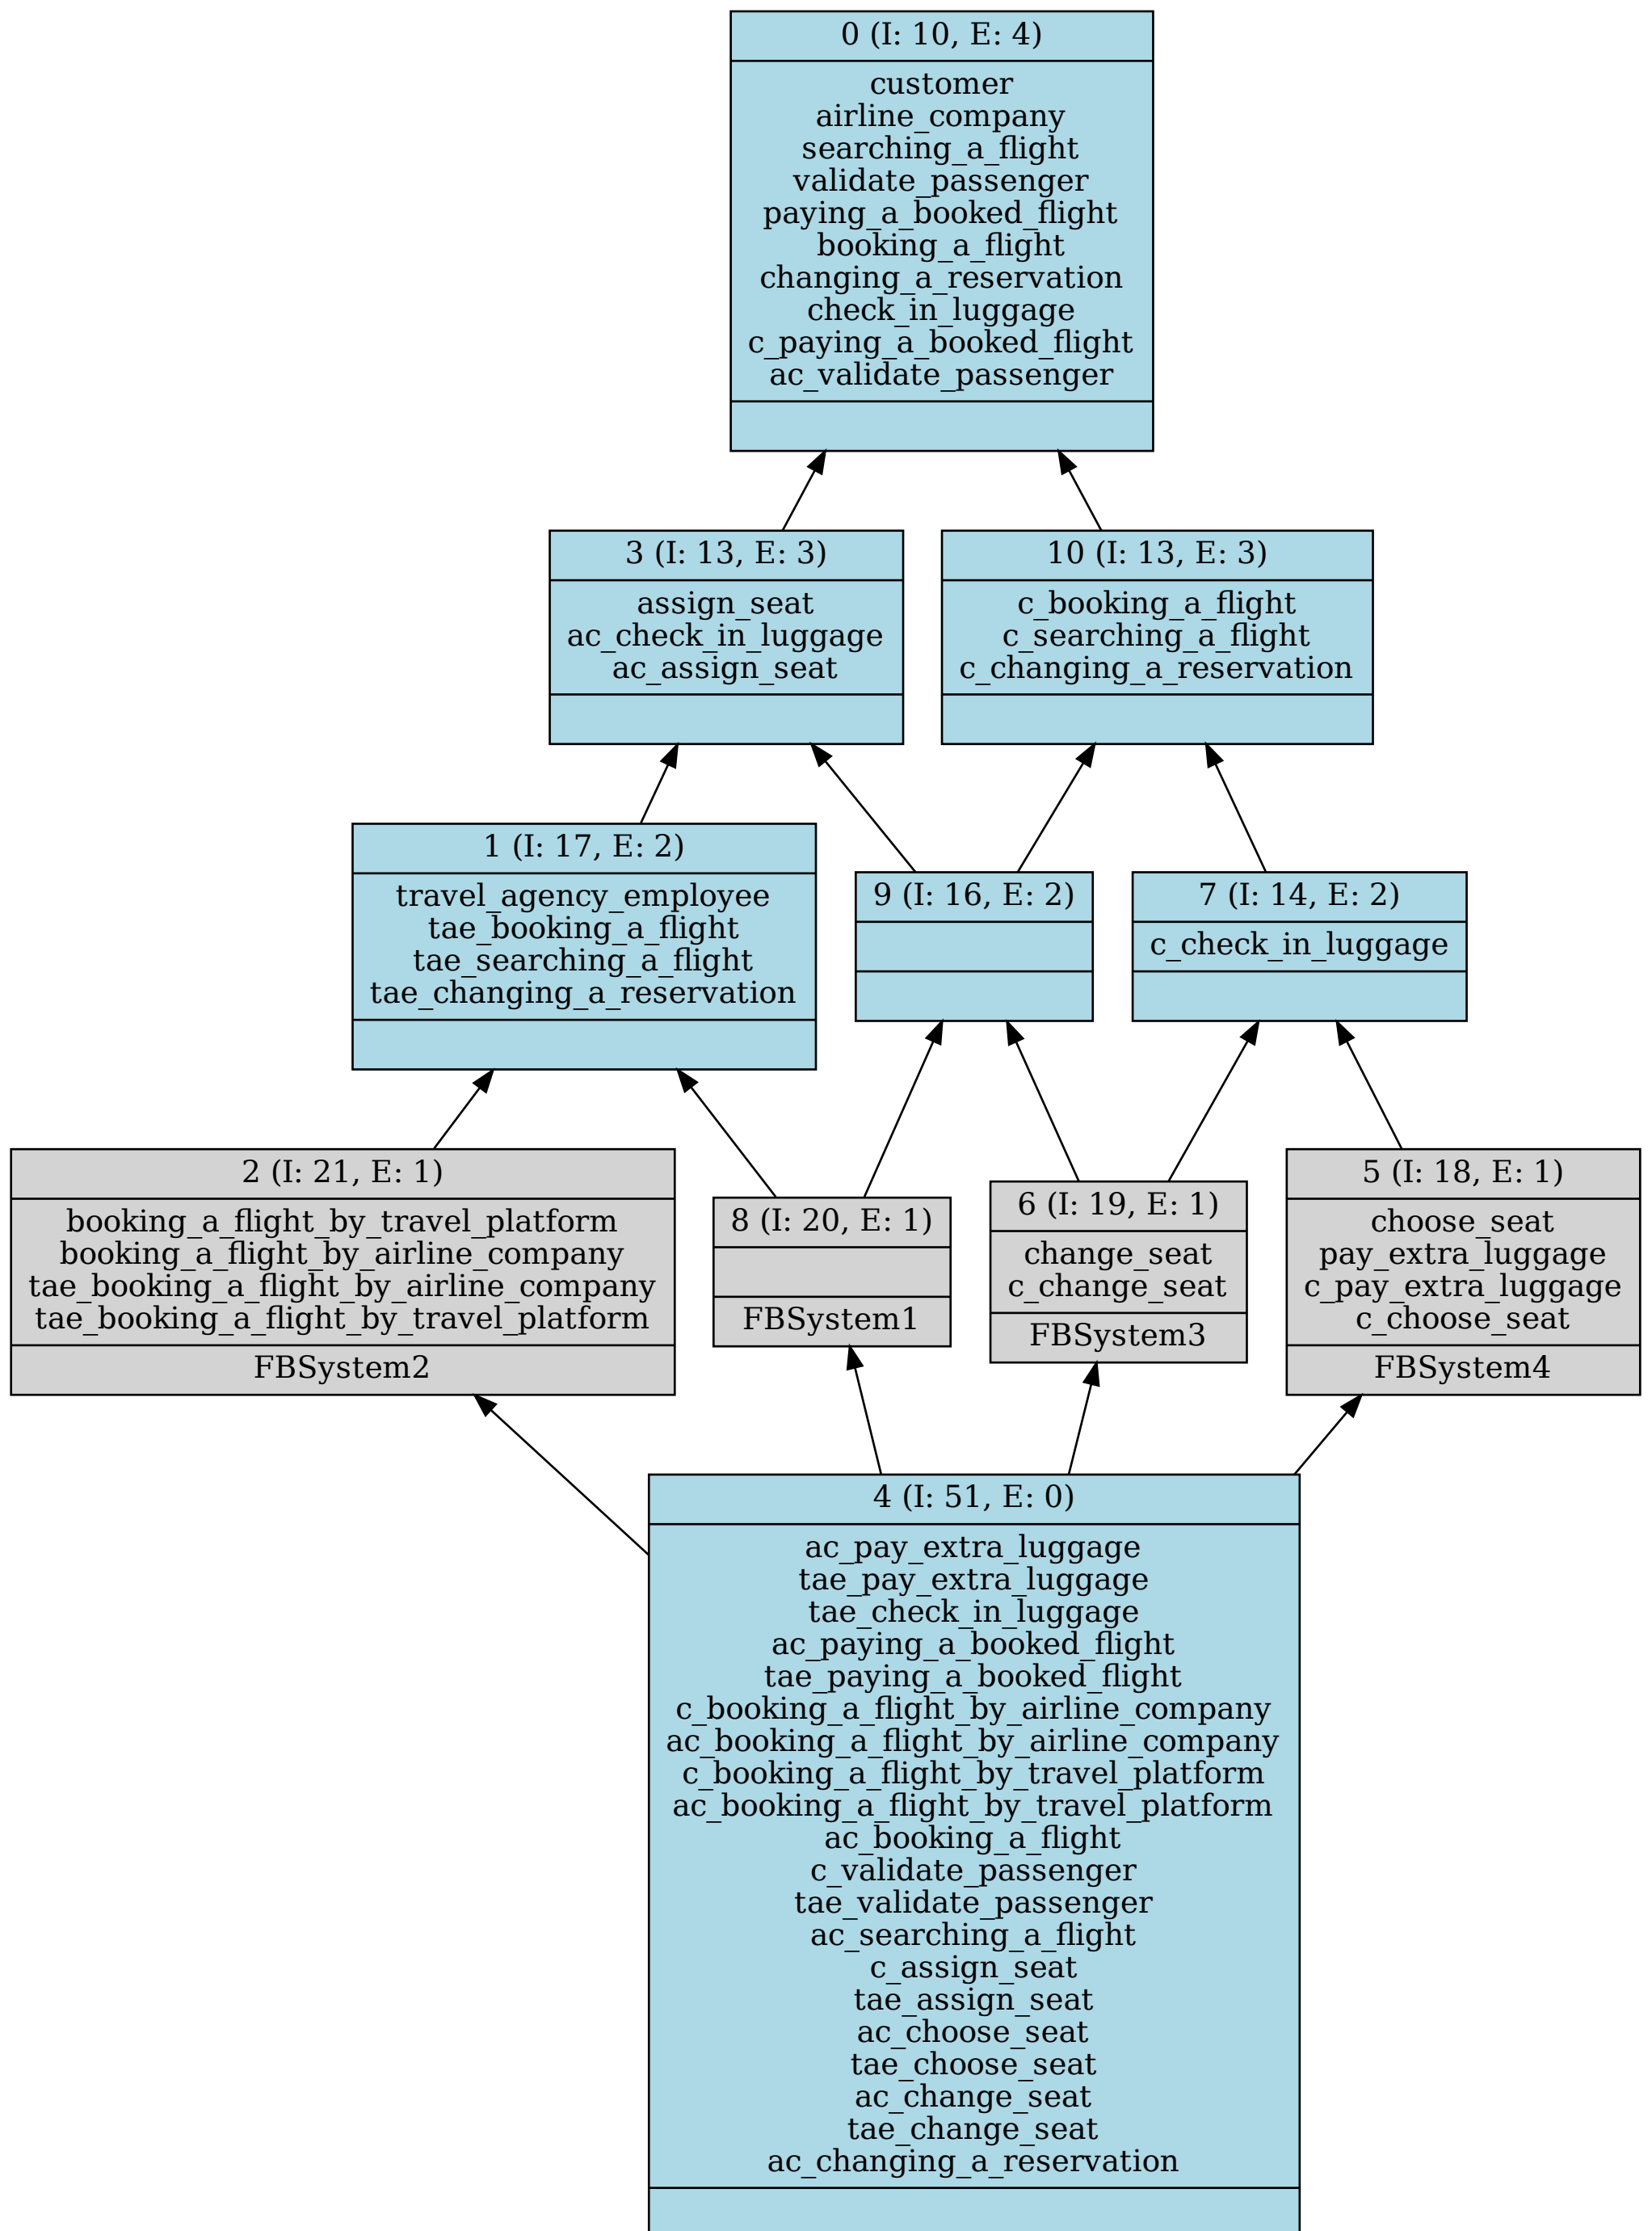 0 (I: 10, E: 4)
customer
airline_company
searching_a_flight
validate_passenger
paying_a_booked_flight
booking_a_flight
changing_a_reservation
check_in_luggage
c_paying_a_booked_flight
ac_validate_passenger
3 (I: 13, E: 3)
assign_seat
ac_check_in_luggage
ac_assign_seat
10 (I: 13, E: 3)
c_booking_a_flight
c_searching_a_flight
c_changing_a_reservation
1 (I: 17, E: 2)
travel_agency_employee
tae_booking_a_flight
tae_searching_a_flight
tae_changing_a_reservation
9 (I: 16, E: 2)
7 (I: 14, E: 2)
c_check_in_luggage
2 (I: 21, E: 1)
booking_a_flight_by_travel_platform
booking_a_flight_by_airline_company
tae_booking_a_flight_by_airline_company
tae_booking_a_flight_by_travel_platform
FBSystem2
8 (I: 20, E: 1)
FBSystem1
6 (I: 19, E: 1)
change_seat
c_change_seat
FBSystem3
5 (I: 18, E: 1)
choose_seat
pay_extra_luggage
c_pay_extra_luggage
c_choose_seat
FBSystem4
4 (I: 51, E: 0)
ac_pay_extra_luggage
tae_pay_extra_luggage
tae_check_in_luggage
ac_paying_a_booked_flight
tae_paying_a_booked_flight
c_booking_a_flight_by_airline_company
ac_booking_a_flight_by_airline_company
c_booking_a_flight_by_travel_platform
ac_booking_a_flight_by_travel_platform
ac_booking_a_flight
c_validate_passenger
tae_validate_passenger
ac_searching_a_flight
c_assign_seat
tae_assign_seat
ac_choose_seat
tae_choose_seat
ac_change_seat
tae_change_seat
ac_changing_a_reservation